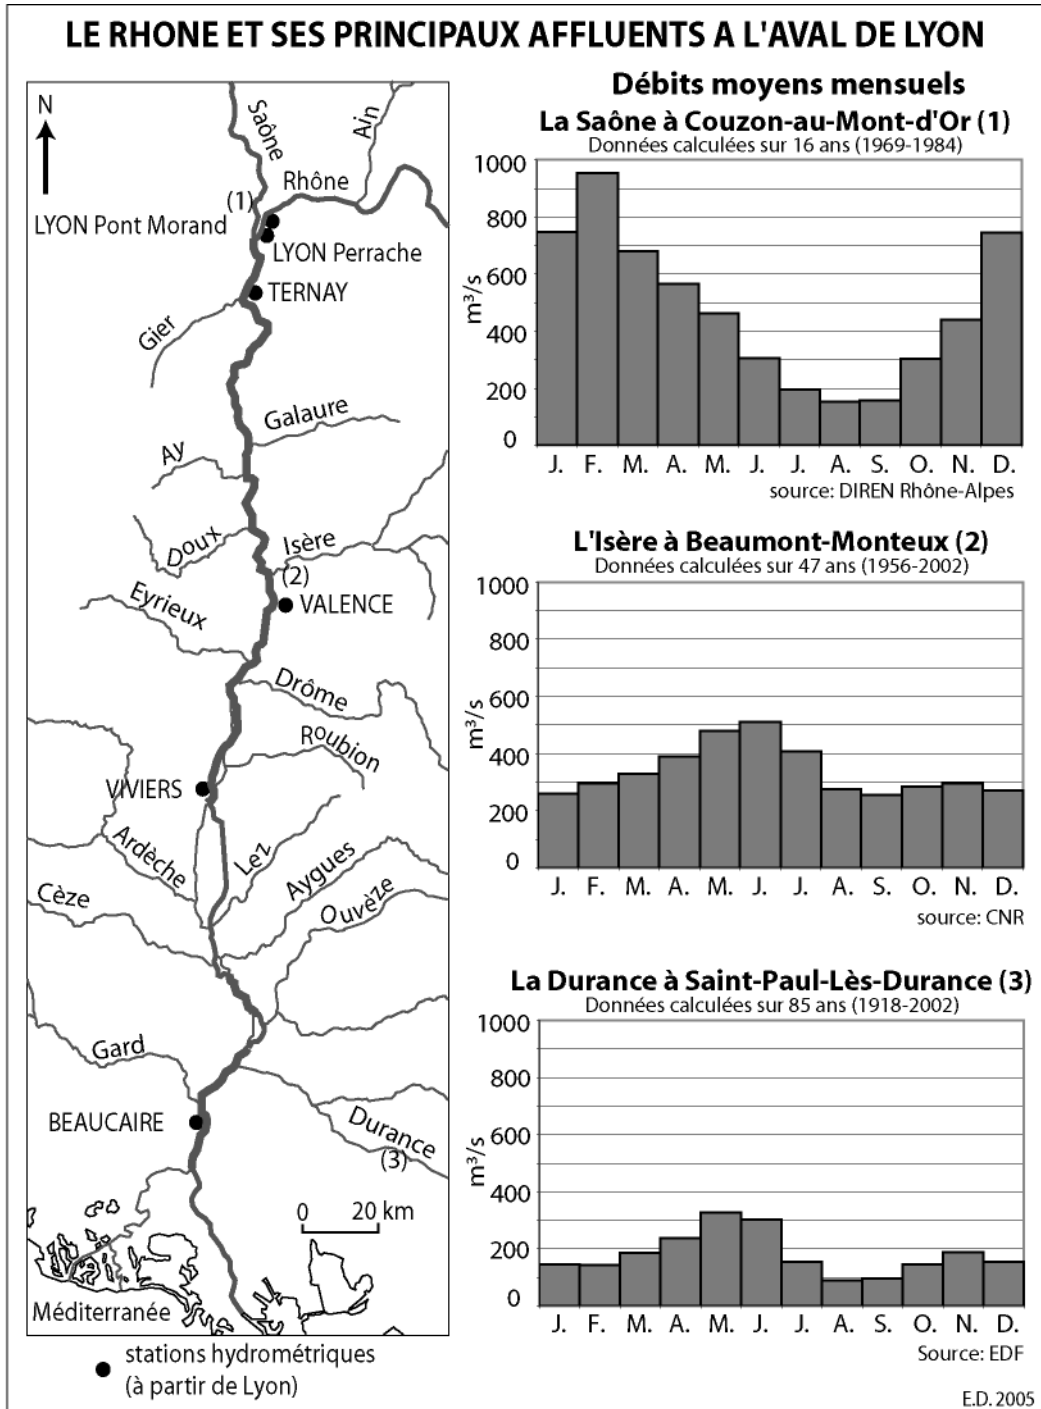 LE RHONE ET SES PRINCIPAUX AFFLUENTS A L'AVAL DE LYON
N
Saône
Ain
Rhône
(1)
LYON Pont Morand
LYON Perrache
TERNAY
Gier
Galaure
Ay
Doux
Isère
(2)
VALENCE
Eyrieux
Drôme
Roubion
VIVIERS
Ardèche
Lez
Aygues
Cèze
Ouvèze
Gard
BEAUCAIRE
Durance
(3)
0 20 km
Méditerranée
stations hydrométriques
(à partir de Lyon)
Débits moyens mensuels
La Saône à Couzon-au-Mont-d'Or (1)
Données calculées sur 16 ans (1969-1984)
1000
800
600
400
200
0
m³/s
J. F. M. A. M. J. J. A. S. O. N. D.
source: DIREN Rhône-Alpes
L'Isère à Beaumont-Monteux (2)
Données calculées sur 47 ans (1956-2002)
1000
800
600
400
200
0
m³/s
J. F. M. A. M. J. J. A. S. O. N. D.
source: CNR
La Durance à Saint-Paul-Lès-Durance (3)
Données calculées sur 85 ans (1918-2002)
1000
800
600
400
200
0
m³/s
J. F. M. A. M. J. J. A. S. O. N. D.
Source: EDF
E.D. 2005